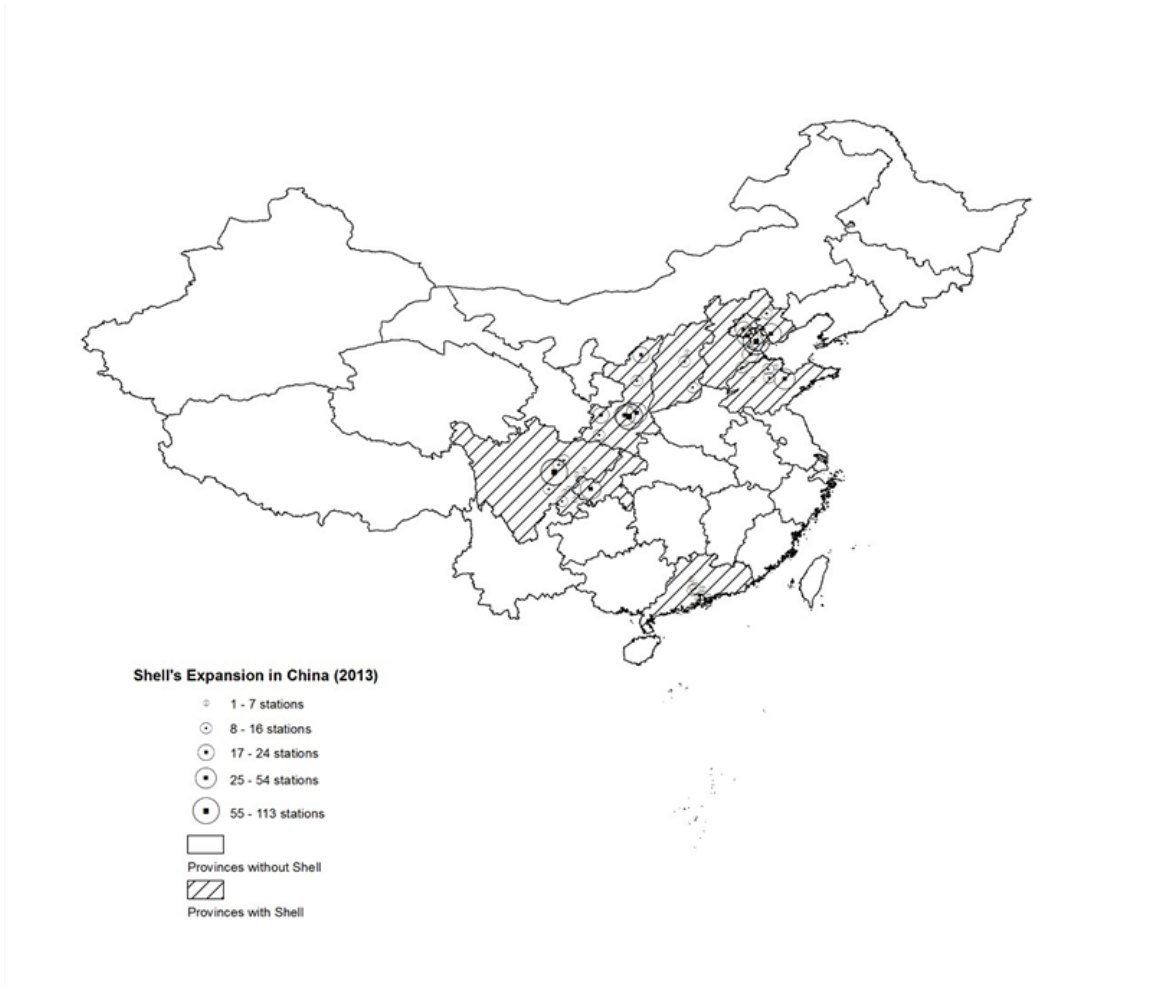 Shell's Expansion in China (2013)
1 - 7 stations
8 - 16 stations
17 - 24 stations
25 - 54 stations
55 - 113 stations
Provinces without Shell
Provinces with Shell